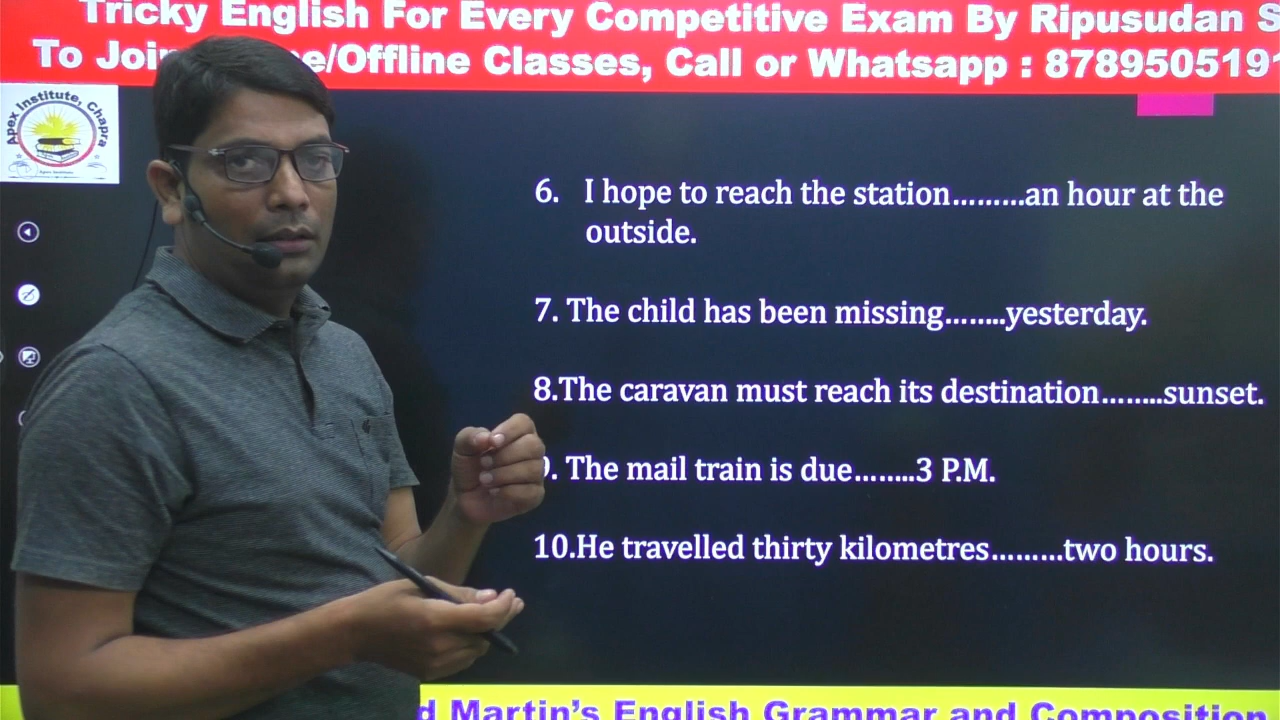 Tricky English For Every Competitive Exam By Ripusudan S
To Join /Offline Classes, Call or Whatsapp : 878950519
Apex Institute, Chapra
6. I hope to reach the station.........an hour at the
outside.
7. The child has been missing........yesterday.
8.The caravan must reach its destination........sunset.
9. The mail train is due........3 P.M.
10.He travelled thirty kilometres.........two hours.
d Martin's English Grammar and Composition